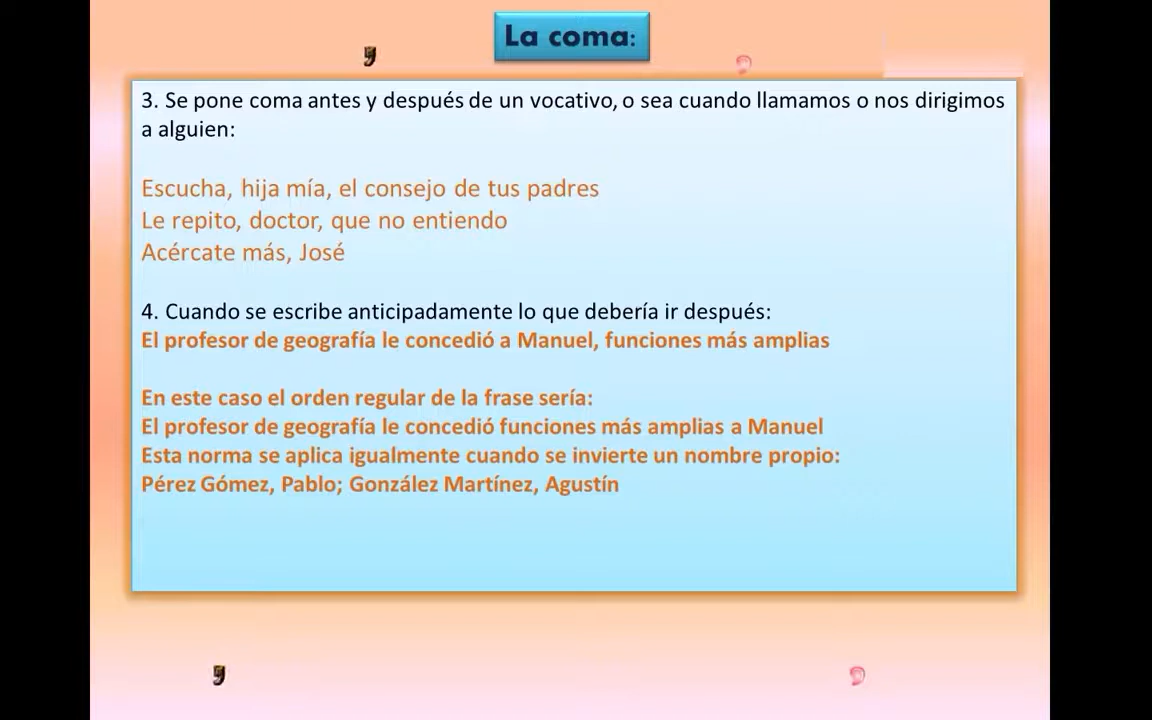 La coma:
3. Se pone coma antes y después de un vocativo, o sea cuando llamamos o nos dirigimos
a alguien:
Escucha, hija mía, el consejo de tus padres
Le repito, doctor, que no entiendo
Acércate más, José
4. Cuando se escribe anticipadamente lo que debería ir después:
El profesor de geografía le concedió a Manuel, funciones más amplias
En este caso el orden regular de la frase sería:
El profesor de geografía le concedió funciones más amplias a Manuel
Esta norma se aplica igualmente cuando se invierte un nombre propio:
Pérez Gómez, Pablo; González Martínez, Agustín